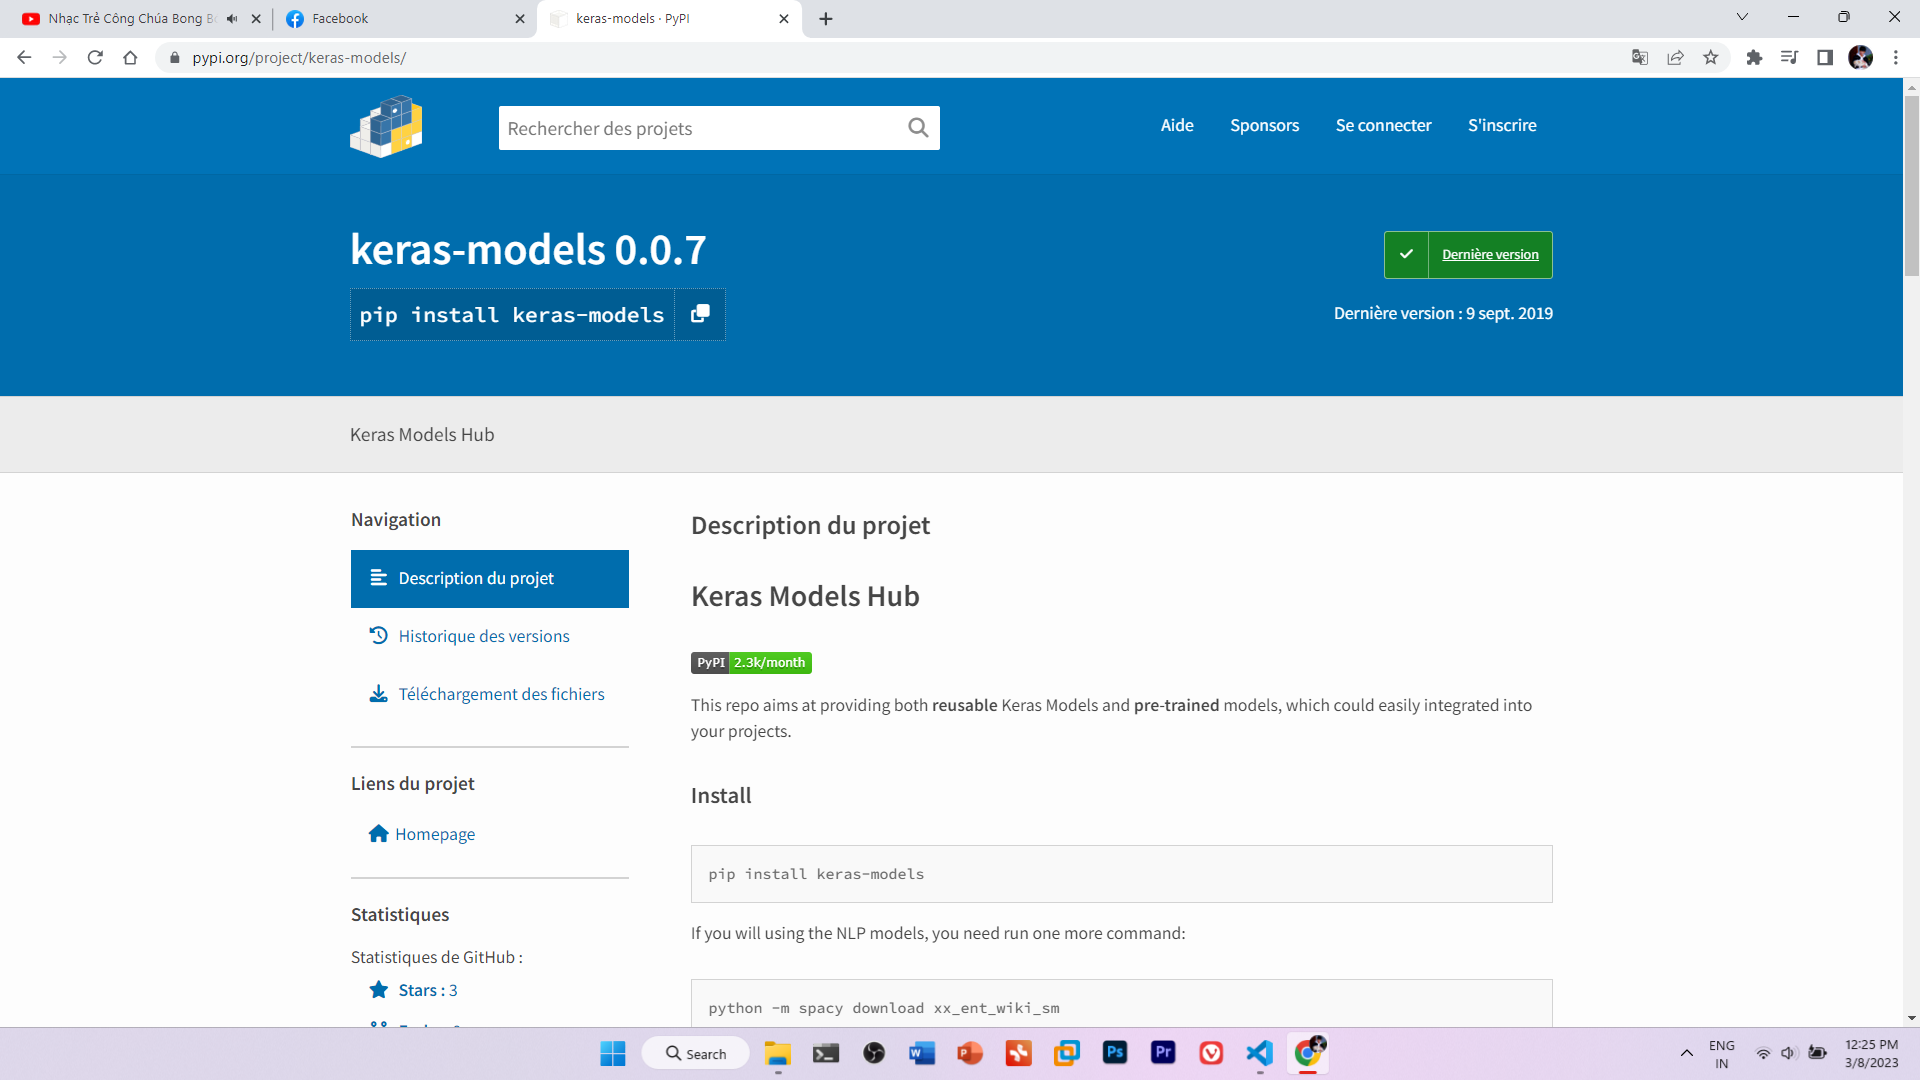 Nhạc Trẻ Công Chúa Bong B
Facebook
keras-models · PyPI
pypi.org/project/keras-models/
Rechercher des projets
Aide
Sponsors
Se connecter
S'inscrire
keras-models 0.0.7
Dernière version
pip install keras-models
Dernière version : 9 sept. 2019
Keras Models Hub
Navigation
Description du projet
Historique des versions
Téléchargement des fichiers
Liens du projet
Homepage
Statistiques
Statistiques de GitHub :
Stars : 3
Description du projet
Keras Models Hub
PyPI 2.3k/month
This repo aims at providing both reusable Keras Models and pre-trained models, which could easily integrated into
your projects.
Install
pip install keras-models
If you will using the NLP models, you need run one more command:
python -m spacy download xx_ent_wiki_sm
Search
ENG
IN
12:25 PM
3/8/2023